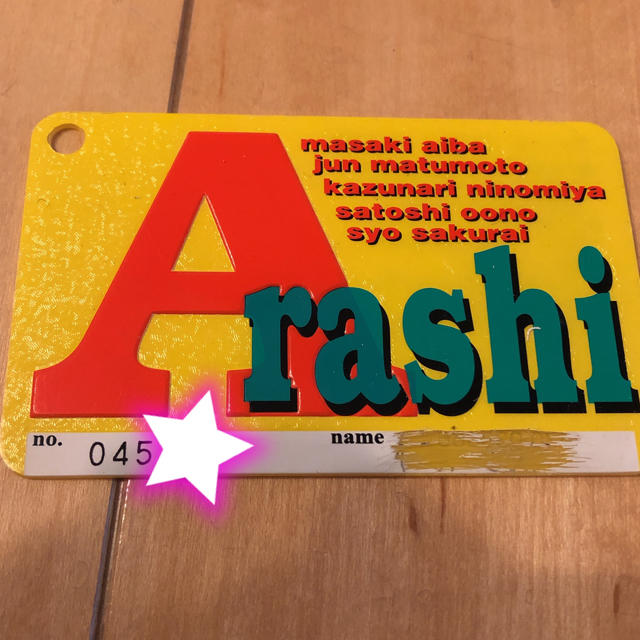 masaki aiba
jun matumoto
kazunari ninomiya
satoshi oono
syo sakurai
Arashi
no. 045
name